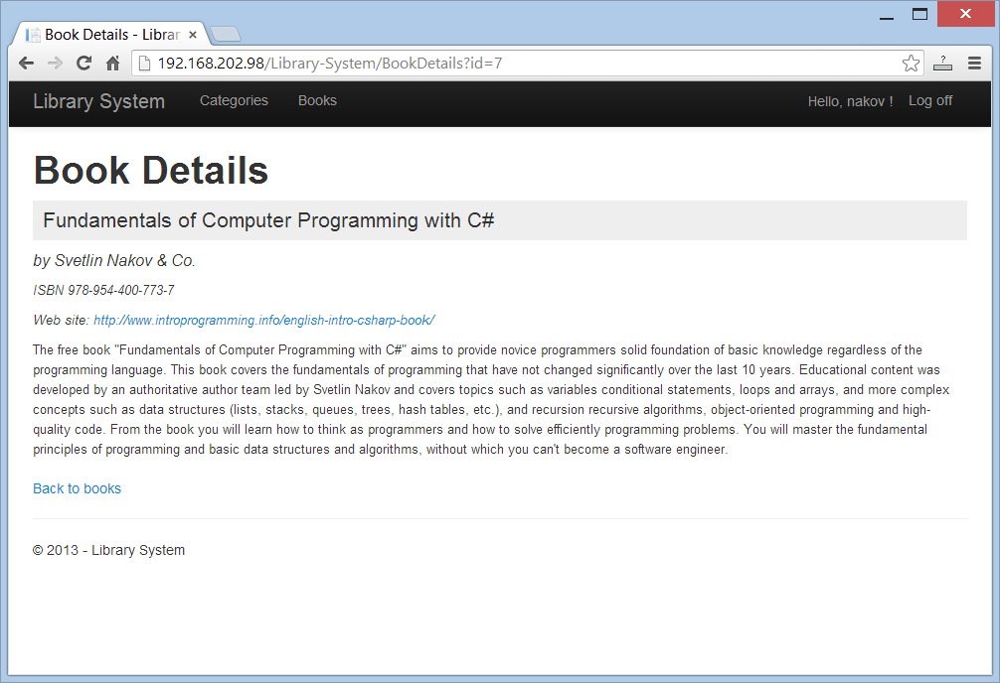 Book Details - Librar
192.168.202.98/Library-System/BookDetails?id=7
Library System Categories Books Hello, nakov ! Log off
Book Details
Fundamentals of Computer Programming with C#
by Svetlin Nakov & Co.
ISBN 978-954-400-773-7
Web site: http://www.introprogramming.info/english-intro-csharp-book/
The free book "Fundamentals of Computer Programming with C#" aims to provide novice programmers solid foundation of basic knowledge regardless of the
programming language. This book covers the fundamentals of programming that have not changed significantly over the last 10 years. Educational content was
developed by an authoritative author team led by Svetlin Nakov and covers topics such as variables conditional statements, loops and arrays, and more complex
concepts such as data structures (lists, stacks, queues, trees, hash tables, etc.), and recursion recursive algorithms, object-oriented programming and high-
quality code. From the book you will learn how to think as programmers and how to solve efficiently programming problems. You will master the fundamental
principles of programming and basic data structures and algorithms, without which you can't become a software engineer.
Back to books
© 2013 - Library System